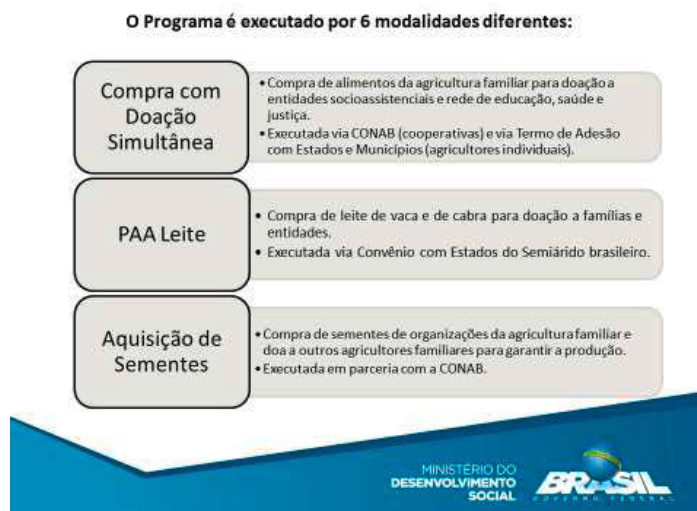 O Programa é executado por 6 modalidades diferentes:
Compra com
Doação
Simultânea
• Compra de alimentos da agricultura familiar para doação a
entidades socioassistenciais e rede de educação, saúde e
justiça.
• Executada via CONAB (cooperativas) e via Termo de Adesão
com Estados e Municípios (agricultores individuais).
PAA Leite
• Compra de leite de vaca e de cabra para doação a famílias e
entidades.
• Executada via Convênio com Estados do Semiárido brasileiro.
Aquisição de
Sementes
• Compra de sementes de organizações da agricultura familiar e
doa a outros agricultores familiares para garantir a produção.
• Executada em parceria com a CONAB.
MINISTÉRIO DO
DESENVOLVIMENTO
SOCIAL
BRASIL
GOVERNO FEDERAL